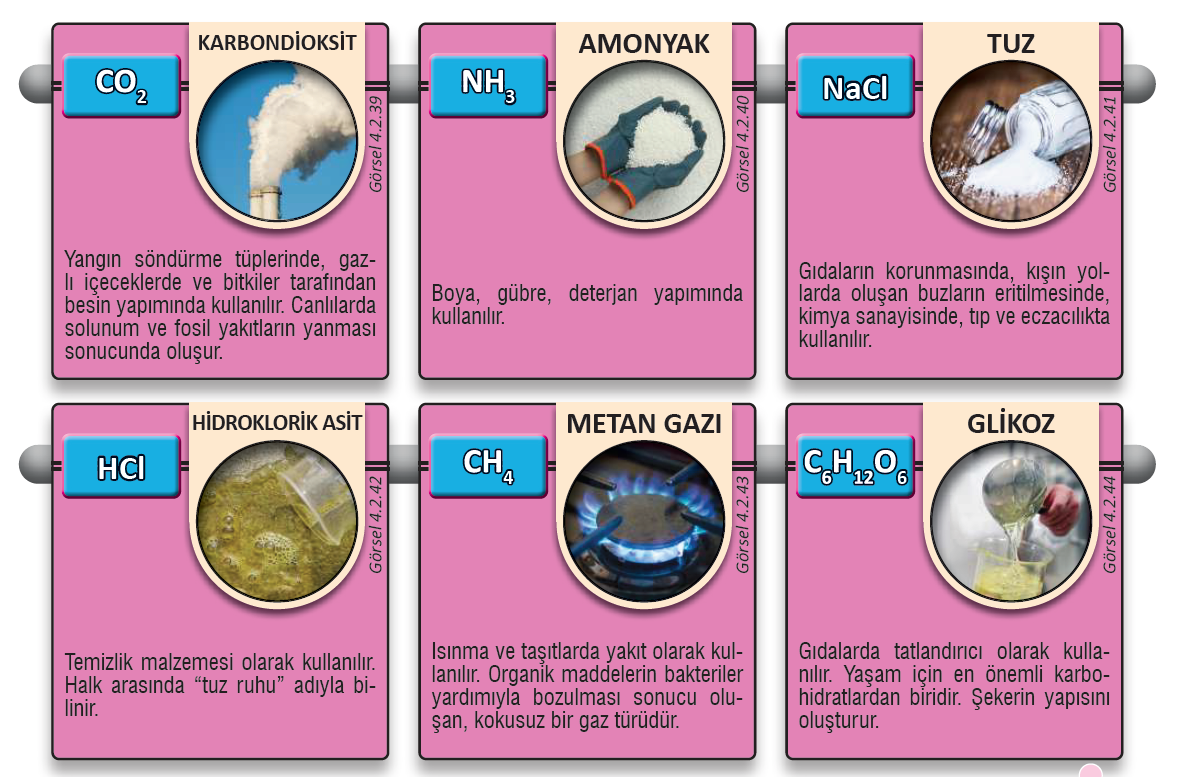 KARBONDİOKSİT
CO₂
Görsel 4.2.39
Yangın söndürme tüplerinde, gaz-
lı içeceklerde ve bitkiler tarafından
besin yapımında kullanılır. Canlılarda
solunum ve fosil yakıtların yanması
sonucunda oluşur.
AMONYAK
NH₃
Görsel 4.2.40
Boya, gübre, deterjan yapımında
kullanılır.
TUZ
NaCl
Görsel 4.2.41
Gıdaların korunmasında, kışın yol-
larda oluşan buzların eritilmesinde,
kimya sanayisinde, tıp ve eczacılıkta
kullanılır.
HİDROKLORİK ASİT
HCl
Görsel 4.2.42
Temizlik malzemesi olarak kullanılır.
Halk arasında “tuz ruhu” adıyla bi-
linir.
METAN GAZI
CH₄
Görsel 4.2.43
Isınma ve taşıtlarda yakıt olarak kul-
lanılır. Organik maddelerin bakteriler
yardımıyla bozulması sonucu olu-
şan, kokusuz bir gaz türüdür.
GLİKOZ
C₆H₁₂O₆
Görsel 4.2.44
Gıdalarda tatlandırıcı olarak kulla-
nılır. Yaşam için en önemli karbo-
hidratlardan biridir. Şekerin yapısını
oluşturur.